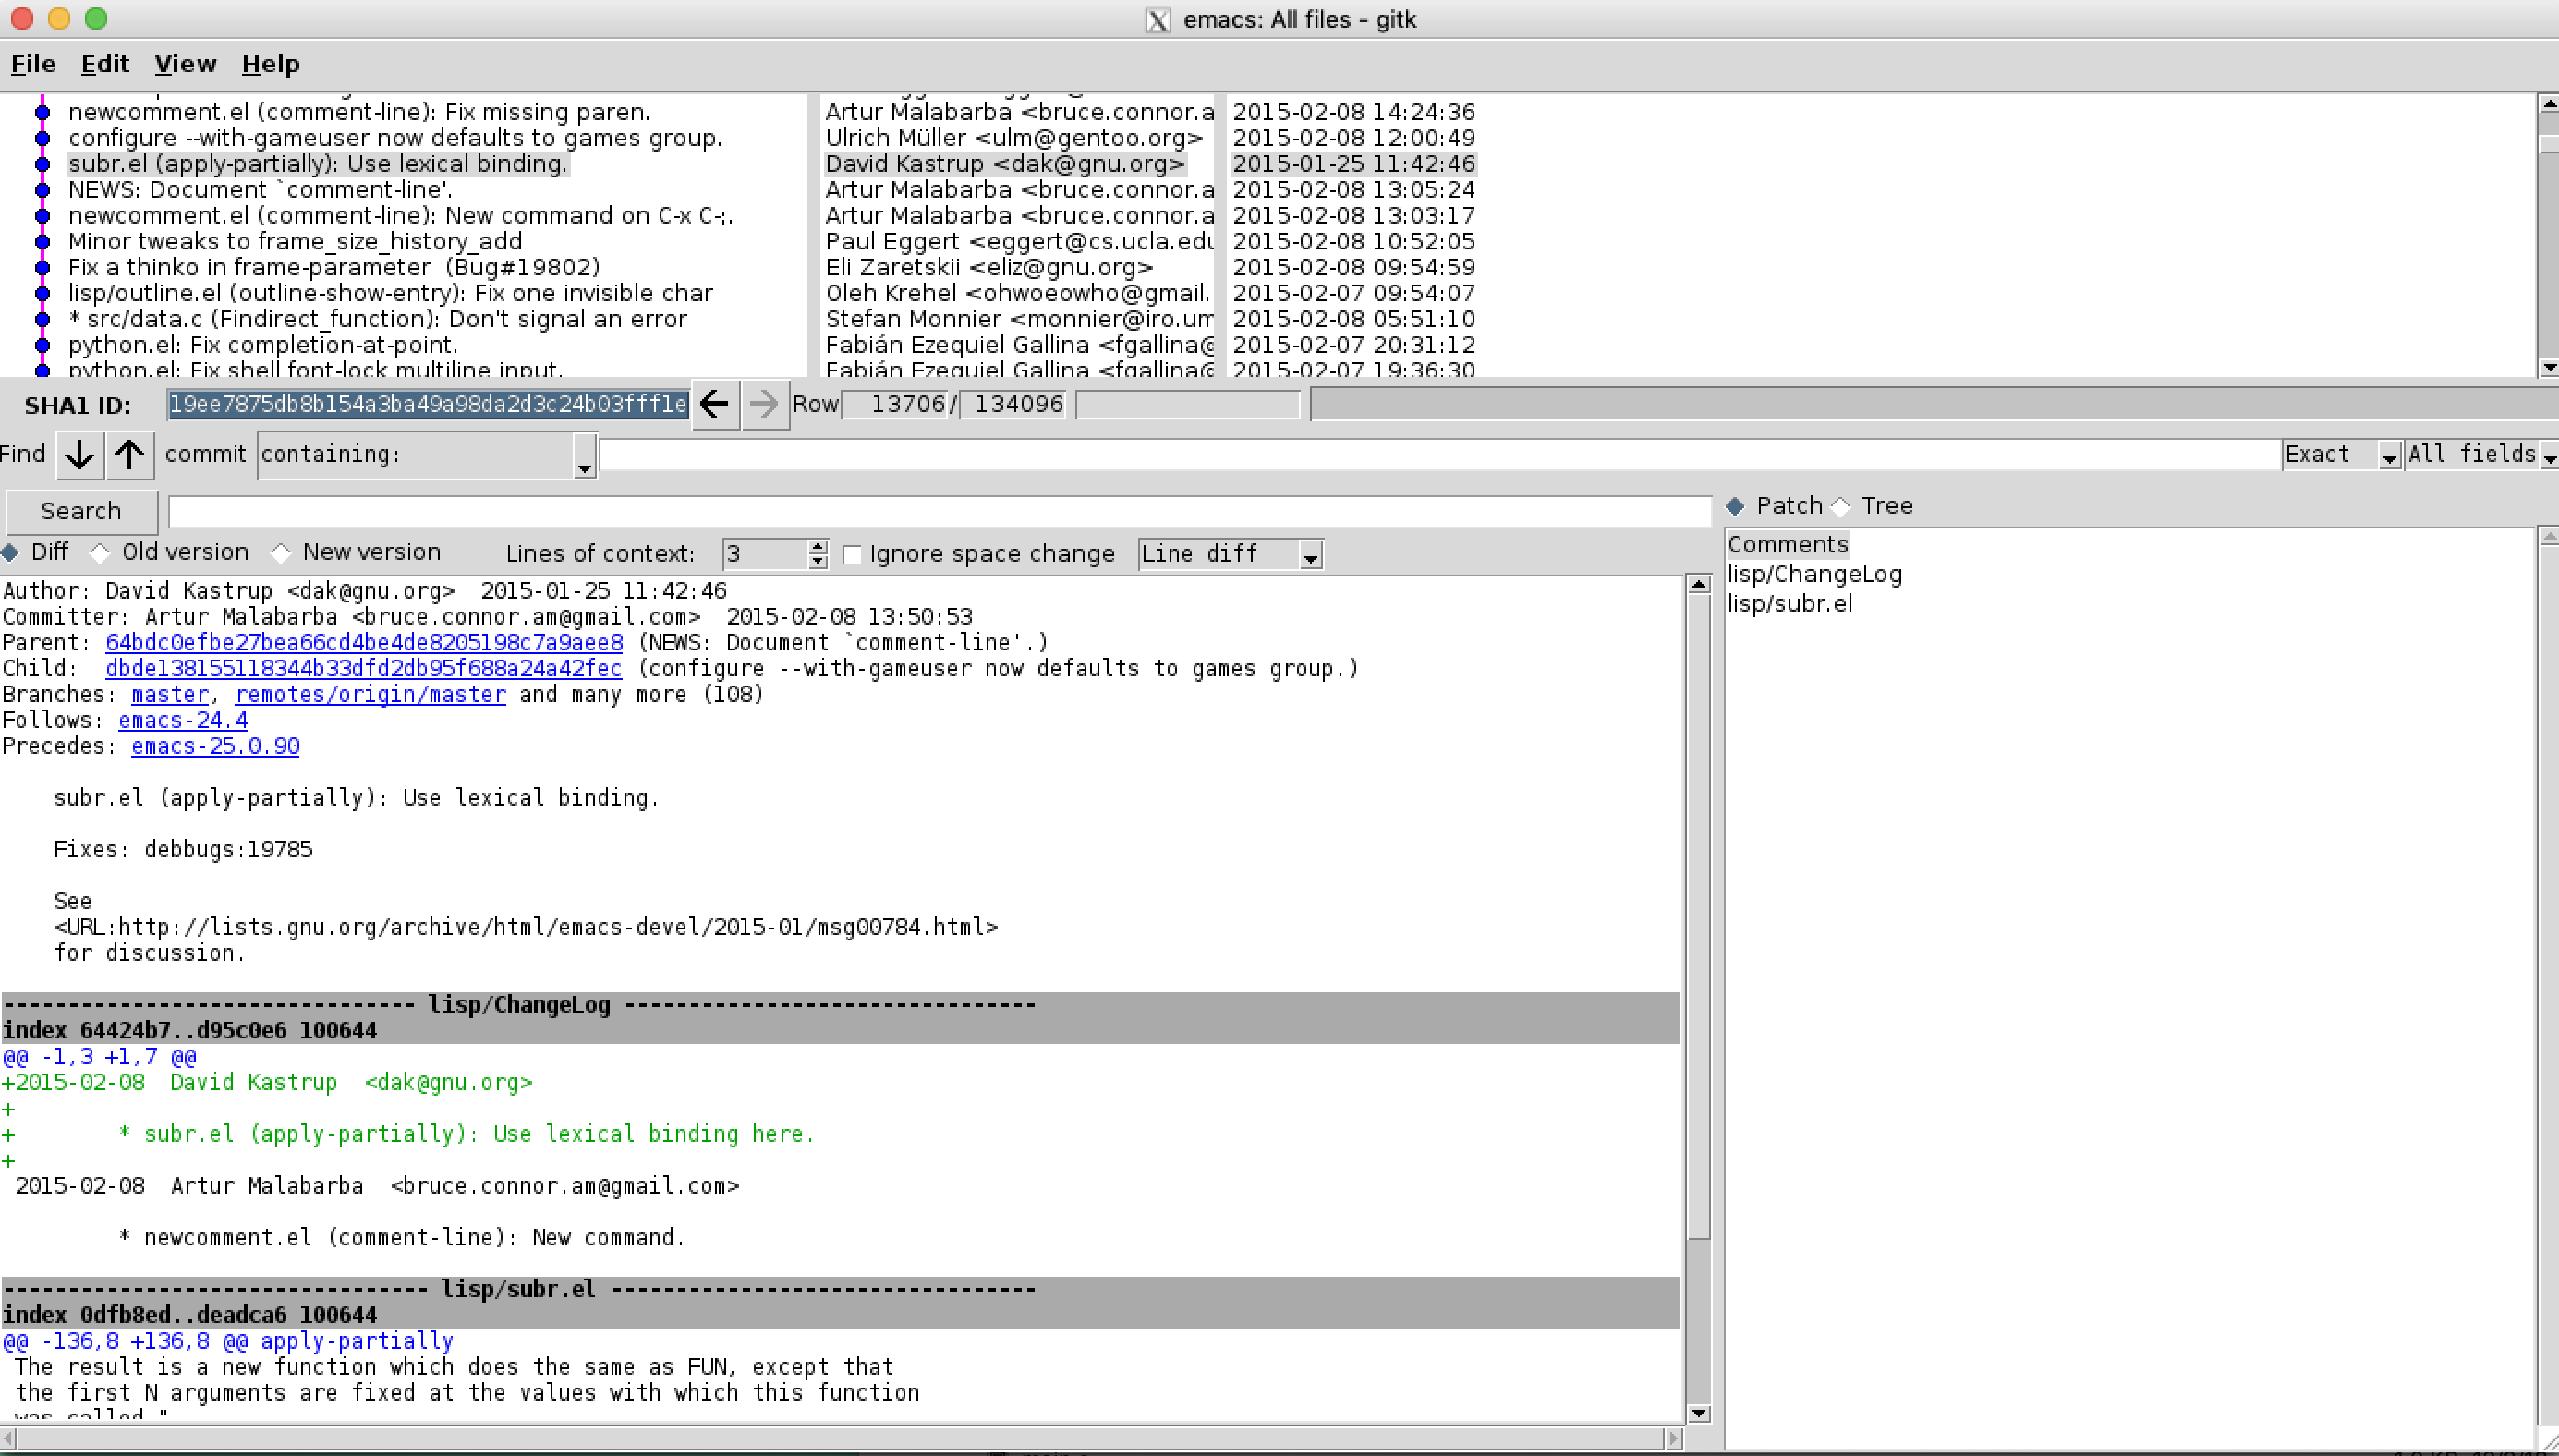 emacs: All files - gitk
File Edit View Help
newcomment.el (comment-line): Fix missing paren. Artur Malabarba <bruce.connor.a 2015-02-08 14:24:36
configure --with-gameuser now defaults to games group. Ulrich Müller <ulm@gentoo.org> 2015-02-08 12:00:49
subr.el (apply-partially): Use lexical binding. David Kastrup <dak@gnu.org> 2015-01-25 11:42:46
NEWS: Document `comment-line'. Artur Malabarba <bruce.connor.a 2015-02-08 13:05:24
newcomment.el (comment-line): New command on C-x C-;. Artur Malabarba <bruce.connor.a 2015-02-08 13:03:17
Minor tweaks to frame_size_history_add Paul Eggert <eggert@cs.ucla.edu 2015-02-08 10:52:05
Fix a thinko in frame-parameter  (Bug#19802) Eli Zaretskii <eliz@gnu.org> 2015-02-08 09:54:59
lisp/outline.el (outline-show-entry): Fix one invisible char Oleh Krehel <ohwoeowho@gmail. 2015-02-07 09:54:07
* src/data.c (Findirect_function): Don't signal an error Stefan Monnier <monnier@iro.um 2015-02-08 05:51:10
python.el: Fix completion-at-point. Fabián Ezequiel Gallina <fgallina@ 2015-02-07 20:31:12
python.el: Fix shell font-lock multiline input. Fabián Ezequiel Gallina <fgallina@ 2015-02-07 19:36:30
SHA1 ID: 19ee7875db8b154a3ba49a98da2d3c24b03fff1e Row 13706 / 134096
Find commit containing: Exact All fields
Search
Patch Tree
Diff Old version New version Lines of context: 3 Ignore space change Line diff
Comments
lisp/ChangeLog
lisp/subr.el
Author: David Kastrup <dak@gnu.org>  2015-01-25 11:42:46
Committer: Artur Malabarba <bruce.connor.am@gmail.com>  2015-02-08 13:50:53
Parent: 64bdc0efbe27bea66cd4be4de8205198c7a9aee8 (NEWS: Document `comment-line'.)
Child:  dbde138155118344b33dfd2db95f688a24a42fec (configure --with-gameuser now defaults to games group.)
Branches: master, remotes/origin/master and many more (108)
Follows: emacs-24.4
Precedes: emacs-25.0.90
subr.el (apply-partially): Use lexical binding.
Fixes: debbugs:19785
See
<URL:http://lists.gnu.org/archive/html/emacs-devel/2015-01/msg00784.html>
for discussion.
-------------------------------- lisp/ChangeLog --------------------------------
index 64424b7..d95c0e6 100644
@@ -1,3 +1,7 @@
+2015-02-08  David Kastrup  <dak@gnu.org>
+
+        * subr.el (apply-partially): Use lexical binding here.
+
2015-02-08  Artur Malabarba  <bruce.connor.am@gmail.com>
* newcomment.el (comment-line): New command.
--------------------------------- lisp/subr.el ---------------------------------
index 0dfb8ed..deadca6 100644
@@ -136,8 +136,8 @@ apply-partially
The result is a new function which does the same as FUN, except that
the first N arguments are fixed at the values with which this function
was called."